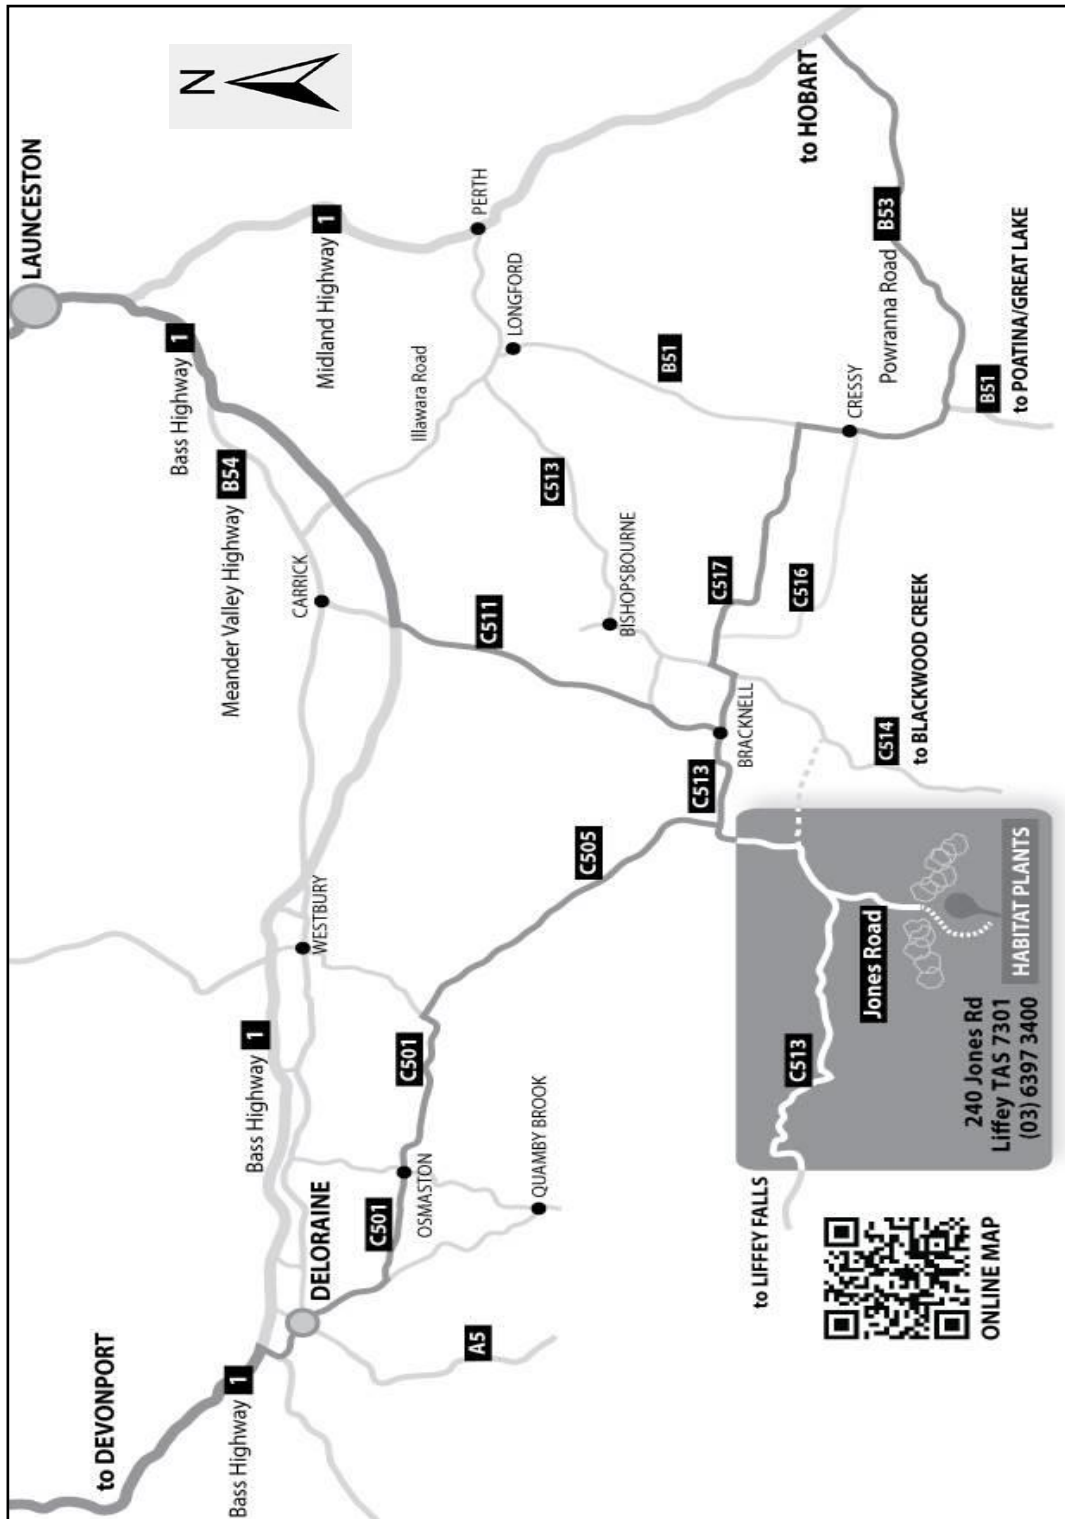 to DEVONPORT
Bass Highway 1
DELORAINE
A5
C501
OSMASTON
QUAMBY BROOK
Bass Highway 1
C501
WESTBURY
C505
Meander Valley Highway B54
CARRICK
Bass Highway 1
LAUNCESTON
N
Midland Highway 1
PERTH
Illawara Road
LONGFORD
C511
C513
BISHOPSBOURNE
B51
C517
C516
CRESSY
to HOBART
Powranna Road B53
B51
to POATINA/GREAT LAKE
C513
BRACKNELL
C514
to BLACKWOOD CREEK
to LIFFEY FALLS
C513
Jones Road
240 Jones Rd
Liffey TAS 7301
(03) 6397 3400
HABITAT PLANTS
ONLINE MAP